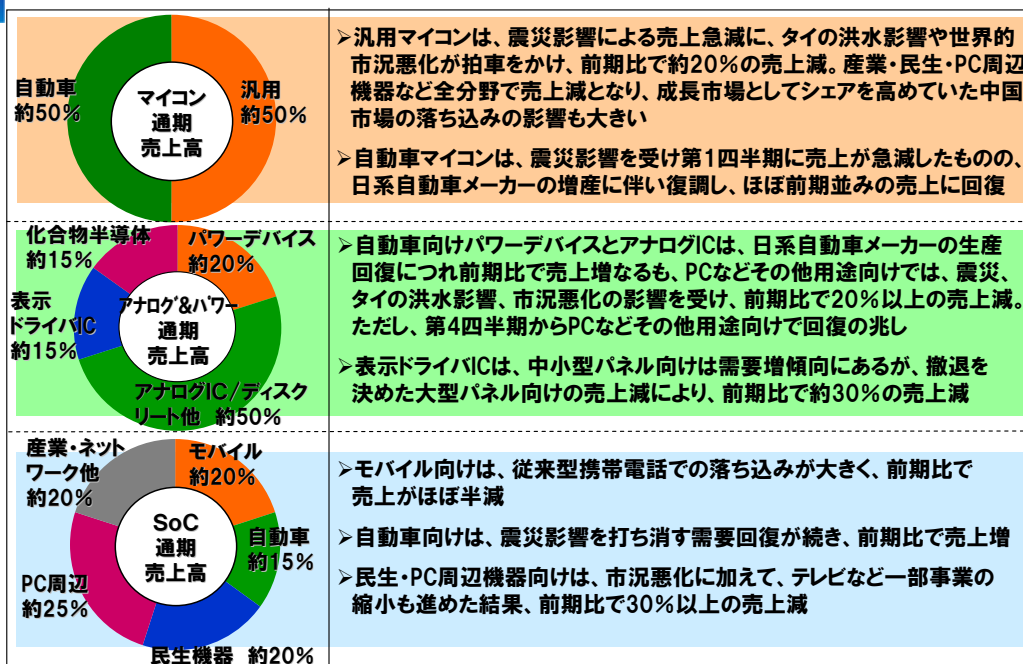 自動車
約50%
マイコン
通期
売上高
汎用
約50%
➢汎用マイコンは、震災影響による売上急減に、タイの洪水影響や世界的
市況悪化が拍車をかけ、前期比で約20%の売上減。産業・民生・PC周辺
機器など全分野で売上減となり、成長市場としてシェアを高めていた中国
市場の落ち込みの影響も大きい
➢自動車マイコンは、震災影響を受け第1四半期に売上が急減したものの、
日系自動車メーカーの増産に伴い復調し、ほぼ前期並みの売上に回復
化合物半導体
約15%
パワーデバイス
約20%
表示
ドライバIC
約15%
アナログ&パワー
通期
売上高
アナログIC/ディスク
リート他 約50%
➢自動車向けパワーデバイスとアナログICは、日系自動車メーカーの生産
回復につれ前期比で売上増なるも、PCなどその他用途向けでは、震災、
タイの洪水影響、市況悪化の影響を受け、前期比で20%以上の売上減。
ただし、第4四半期からPCなどその他用途向けで回復の兆し
➢表示ドライバICは、中小型パネル向けは需要増傾向にあるが、撤退を
決めた大型パネル向けの売上減により、前期比で約30%の売上減
産業・ネット
ワーク他
約20%
モバイル
約20%
SoC
通期
売上高
自動車
約15%
PC周辺
約25%
民生機器 約20%
➢モバイル向けは、従来型携帯電話での落ち込みが大きく、前期比で
売上がほぼ半減
➢自動車向けは、震災影響を打ち消す需要回復が続き、前期比で売上増
➢民生・PC周辺機器向けは、市況悪化に加えて、テレビなど一部事業の
縮小も進めた結果、前期比で30%以上の売上減